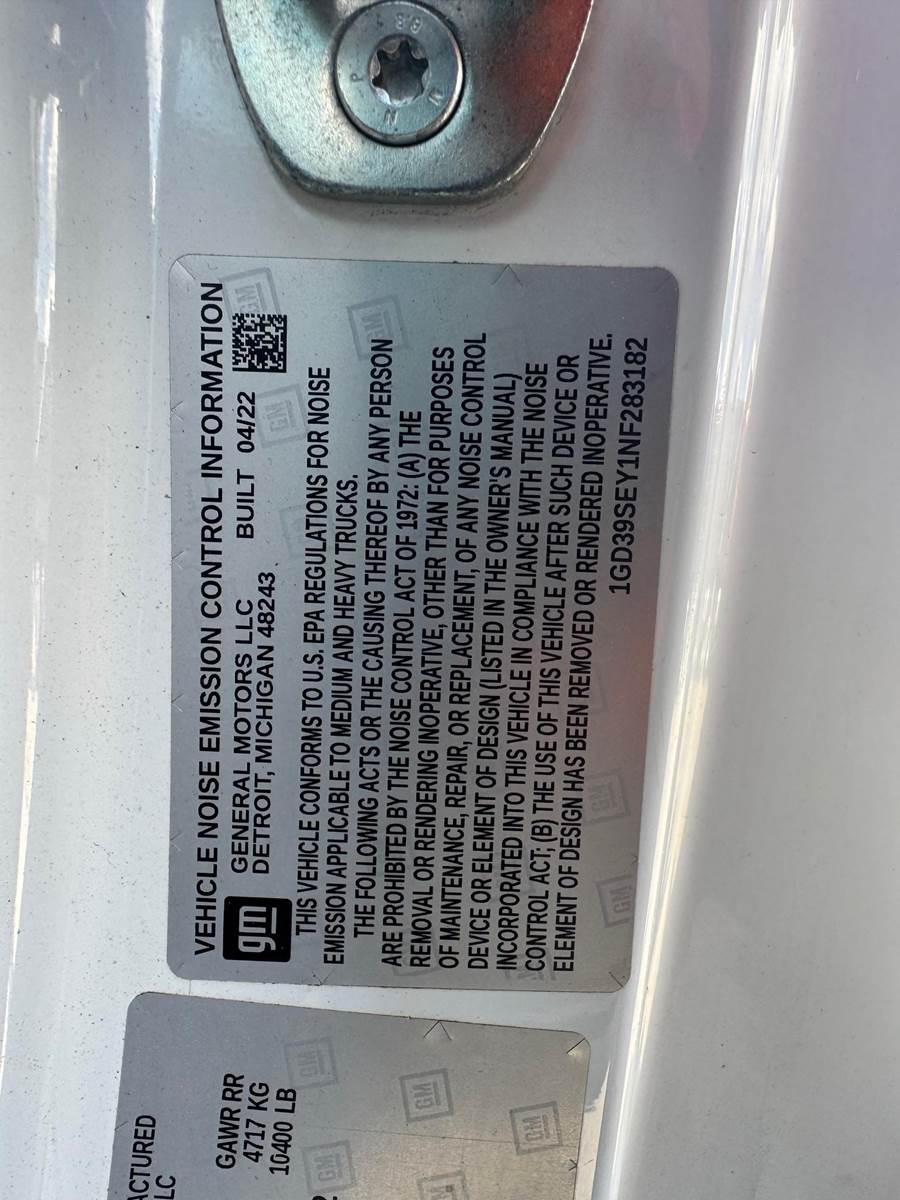 VEHICLE NOISE EMISSION CONTROL INFORMATION
gm
GENERAL MOTORS LLC
DETROIT, MICHIGAN 48243
BUILT 04/22
THIS VEHICLE CONFORMS TO U.S. EPA REGULATIONS FOR NOISE
EMISSION APPLICABLE TO MEDIUM AND HEAVY TRUCKS.
THE FOLLOWING ACTS OR THE CAUSING THEREOF BY ANY PERSON
ARE PROHIBITED BY THE NOISE CONTROL ACT OF 1972: (A) THE
REMOVAL OR RENDERING INOPERATIVE, OTHER THAN FOR PURPOSES
OF MAINTENANCE, REPAIR, OR REPLACEMENT, OF ANY NOISE CONTROL
DEVICE OR ELEMENT OF DESIGN (LISTED IN THE OWNER'S MANUAL)
INCORPORATED INTO THIS VEHICLE IN COMPLIANCE WITH THE NOISE
CONTROL ACT; (B) THE USE OF THIS VEHICLE AFTER SUCH DEVICE OR
ELEMENT OF DESIGN HAS BEEN REMOVED OR RENDERED INOPERATIVE.
1GD39SEY1NF283182
ACTURED
LC
GAWR RR
4717 KG
10400 LB